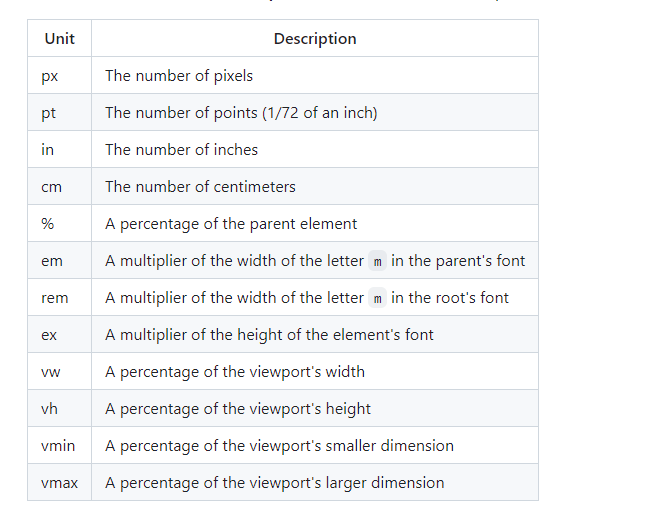 Unit Description
px The number of pixels
pt The number of points (1/72 of an inch)
in The number of inches
cm The number of centimeters
% A percentage of the parent element
em A multiplier of the width of the letter m in the parent's font
rem A multiplier of the width of the letter m in the root's font
ex A multiplier of the height of the element's font
vw A percentage of the viewport's width
vh A percentage of the viewport's height
vmin A percentage of the viewport's smaller dimension
vmax A percentage of the viewport's larger dimension